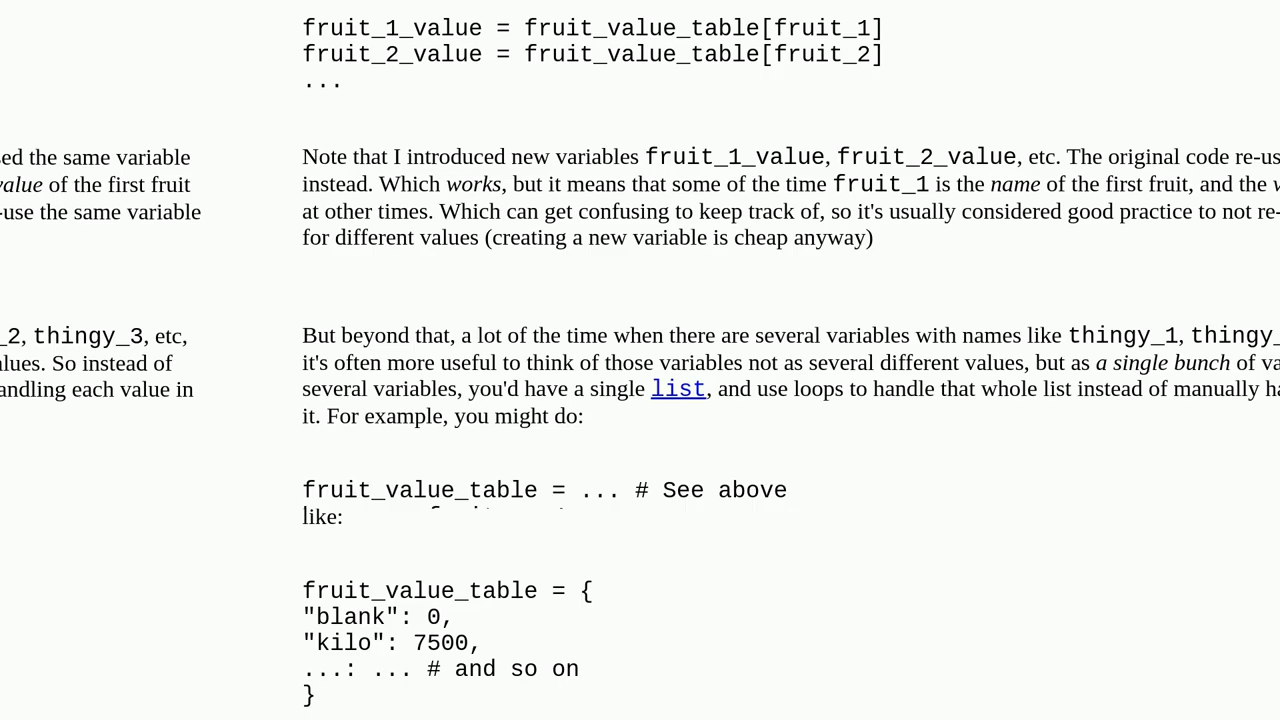 fruit_1_value = fruit_value_table[fruit_1]
fruit_2_value = fruit_value_table[fruit_2]
...
sed the same variable
value of the first fruit
-use the same variable
Note that I introduced new variables fruit_1_value, fruit_2_value, etc. The original code re-us
instead. Which works, but it means that some of the time fruit_1 is the name of the first fruit, and the v
at other times. Which can get confusing to keep track of, so it's usually considered good practice to not re-
for different values (creating a new variable is cheap anyway)
_2, thingy_3, etc,
alues. So instead of
andling each value in
But beyond that, a lot of the time when there are several variables with names like thingy_1, thingy_
it's often more useful to think of those variables not as several different values, but as a single bunch of va
several variables, you'd have a single list, and use loops to handle that whole list instead of manually ha
it. For example, you might do:
fruit_value_table = ... # See above
like:
fruit_value_table = {
"blank": 0,
"kilo": 7500,
...: ... # and so on
}